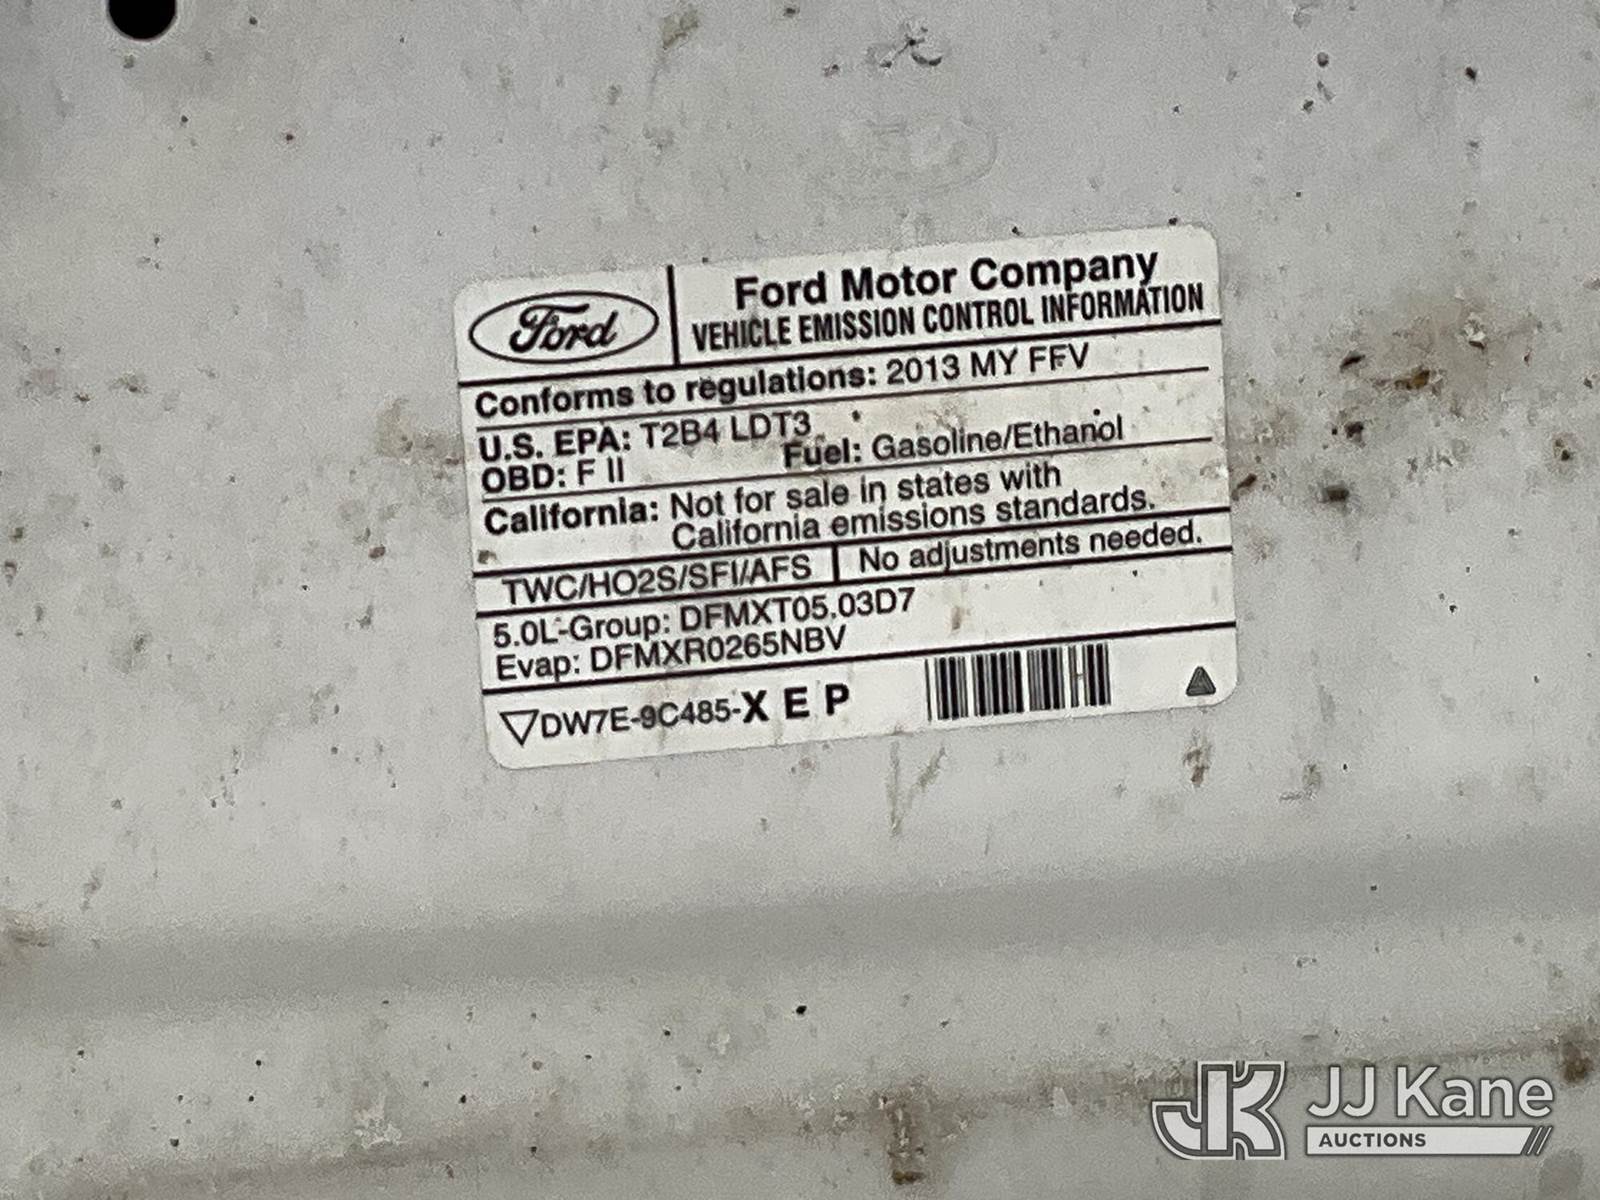 Ford
Ford Motor Company
VEHICLE EMISSION CONTROL INFORMATION
Conforms to regulations: 2013 MY FFV
U.S. EPA: T2B4 LDT3
OBD: F II
Fuel: Gasoline/Ethanol
California: Not for sale in states with
California emissions standards.
TWC/HO2S/SFI/AFS
No adjustments needed.
5.0L-Group: DFMXT05.03D7
Evap: DFMXR0265NBV
DW7E-9C485-X E P
JK
JJ Kane
AUCTIONS